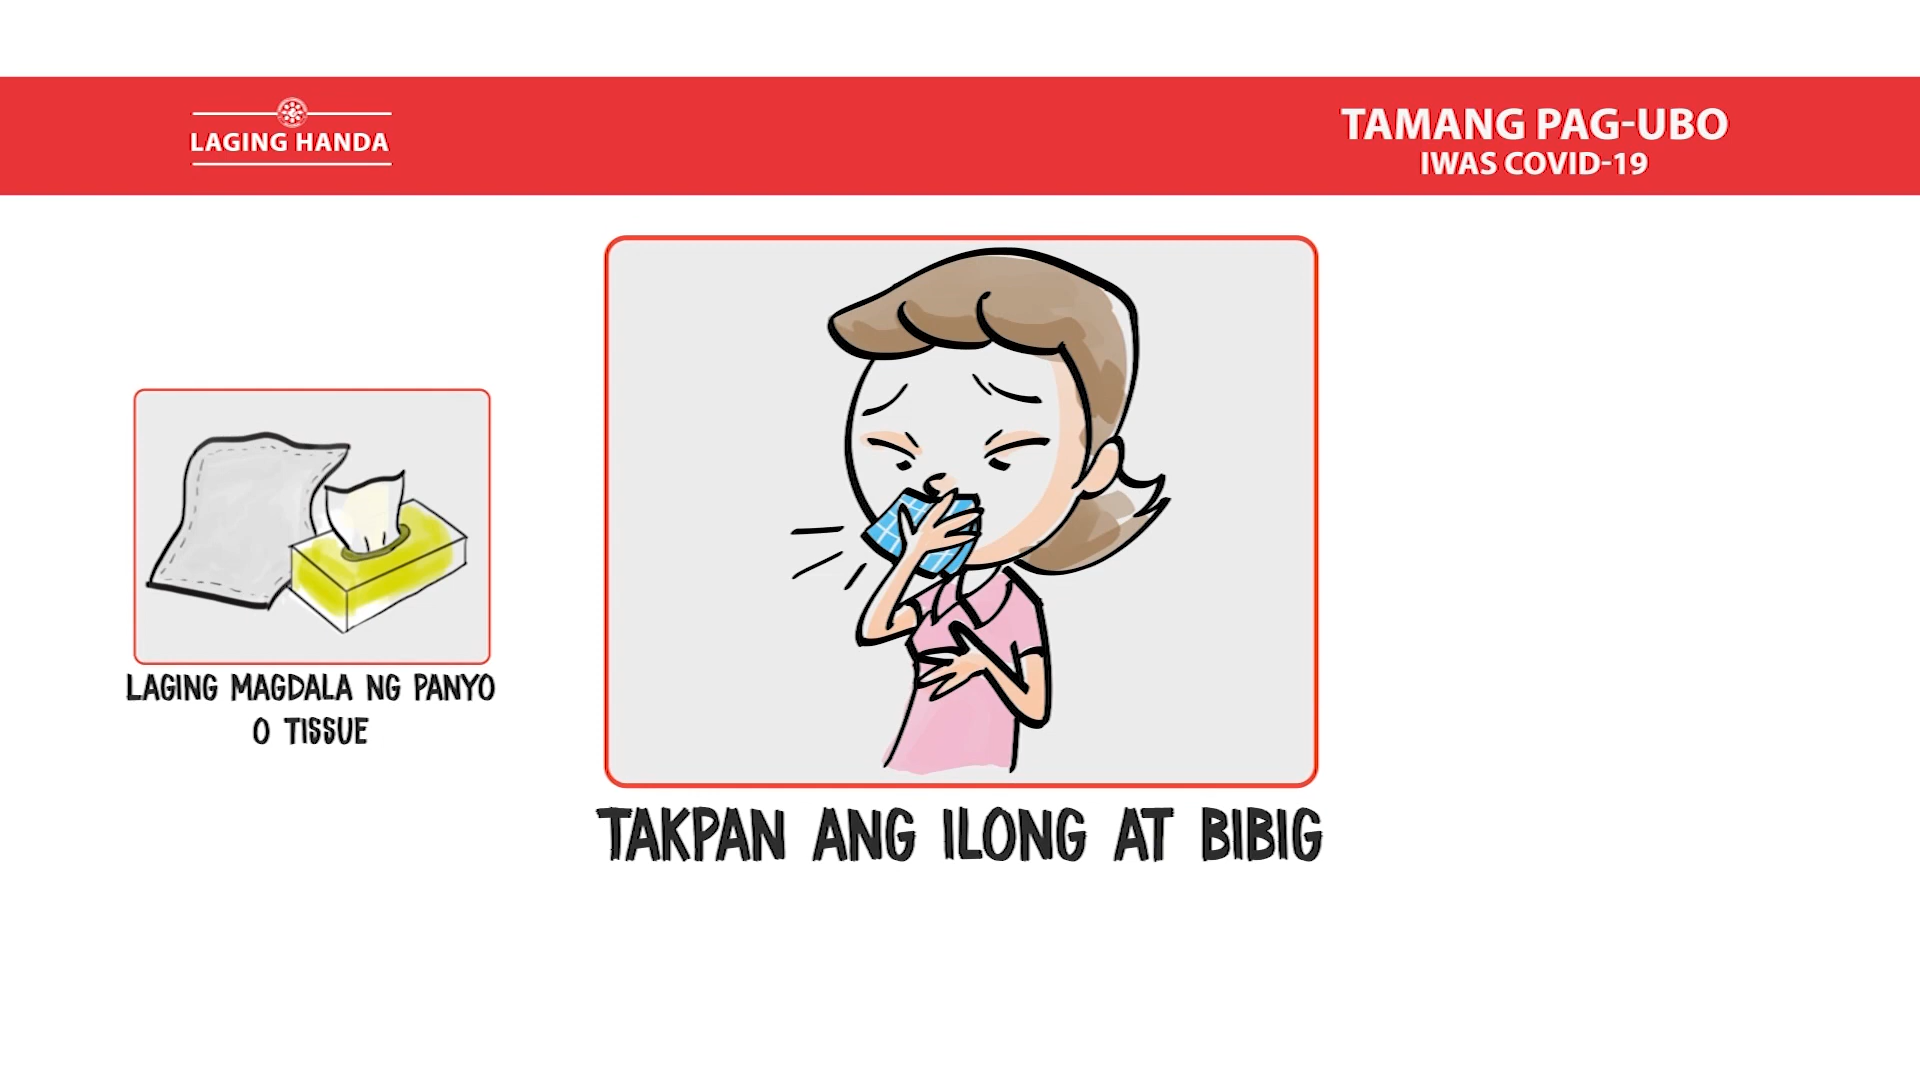 LAGING HANDA
TAMANG PAG-UBO
IWAS COVID-19
LAGING MAGDALA NG PANYO
O TISSUE
TAKPAN ANG ILONG AT BIBIG